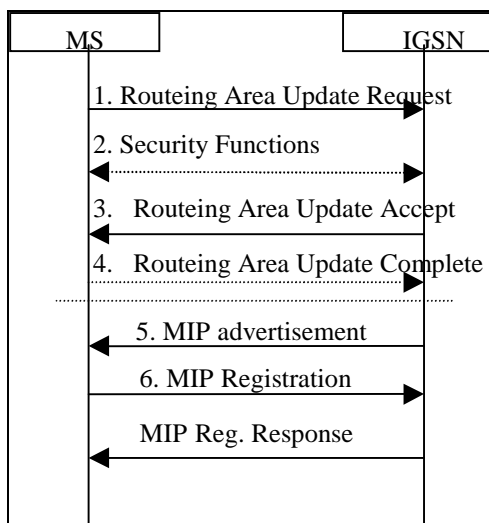 MS IGSN
1. Routeing Area Update Request
2. Security Functions
3. Routeing Area Update Accept
4. Routeing Area Update Complete
5. MIP advertisement
6. MIP Registration
MIP Reg. Response